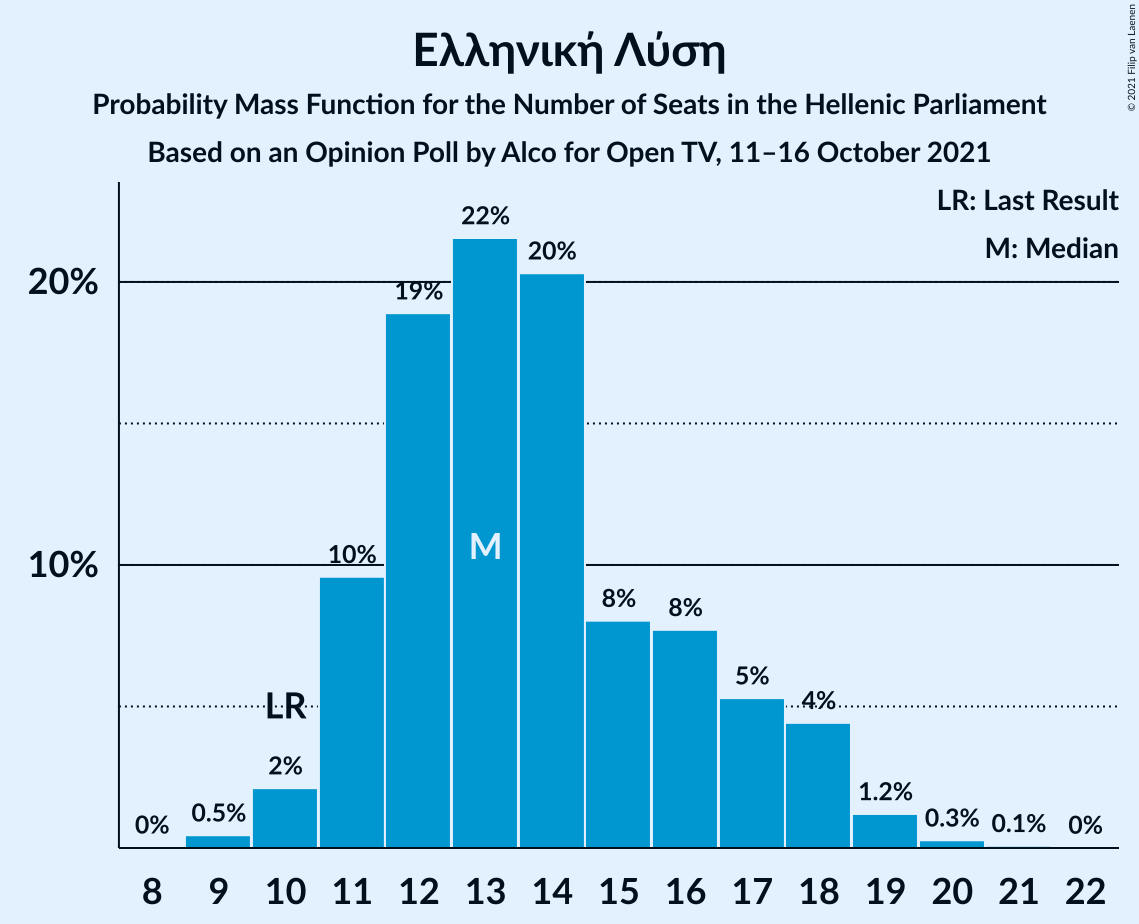 Ελληνική Λύση
Probability Mass Function for the Number of Seats in the Hellenic Parliament
Based on an Opinion Poll by Alco for Open TV, 11–16 October 2021
© 2021 Filip van Laenen
LR: Last Result
M: Median
20%
10%
0%
0.5%
2%
LR
10%
19%
22%
M
20%
8%
8%
5%
4%
1.2%
0.3%
0.1%
0%
8 9 10 11 12 13 14 15 16 17 18 19 20 21 22